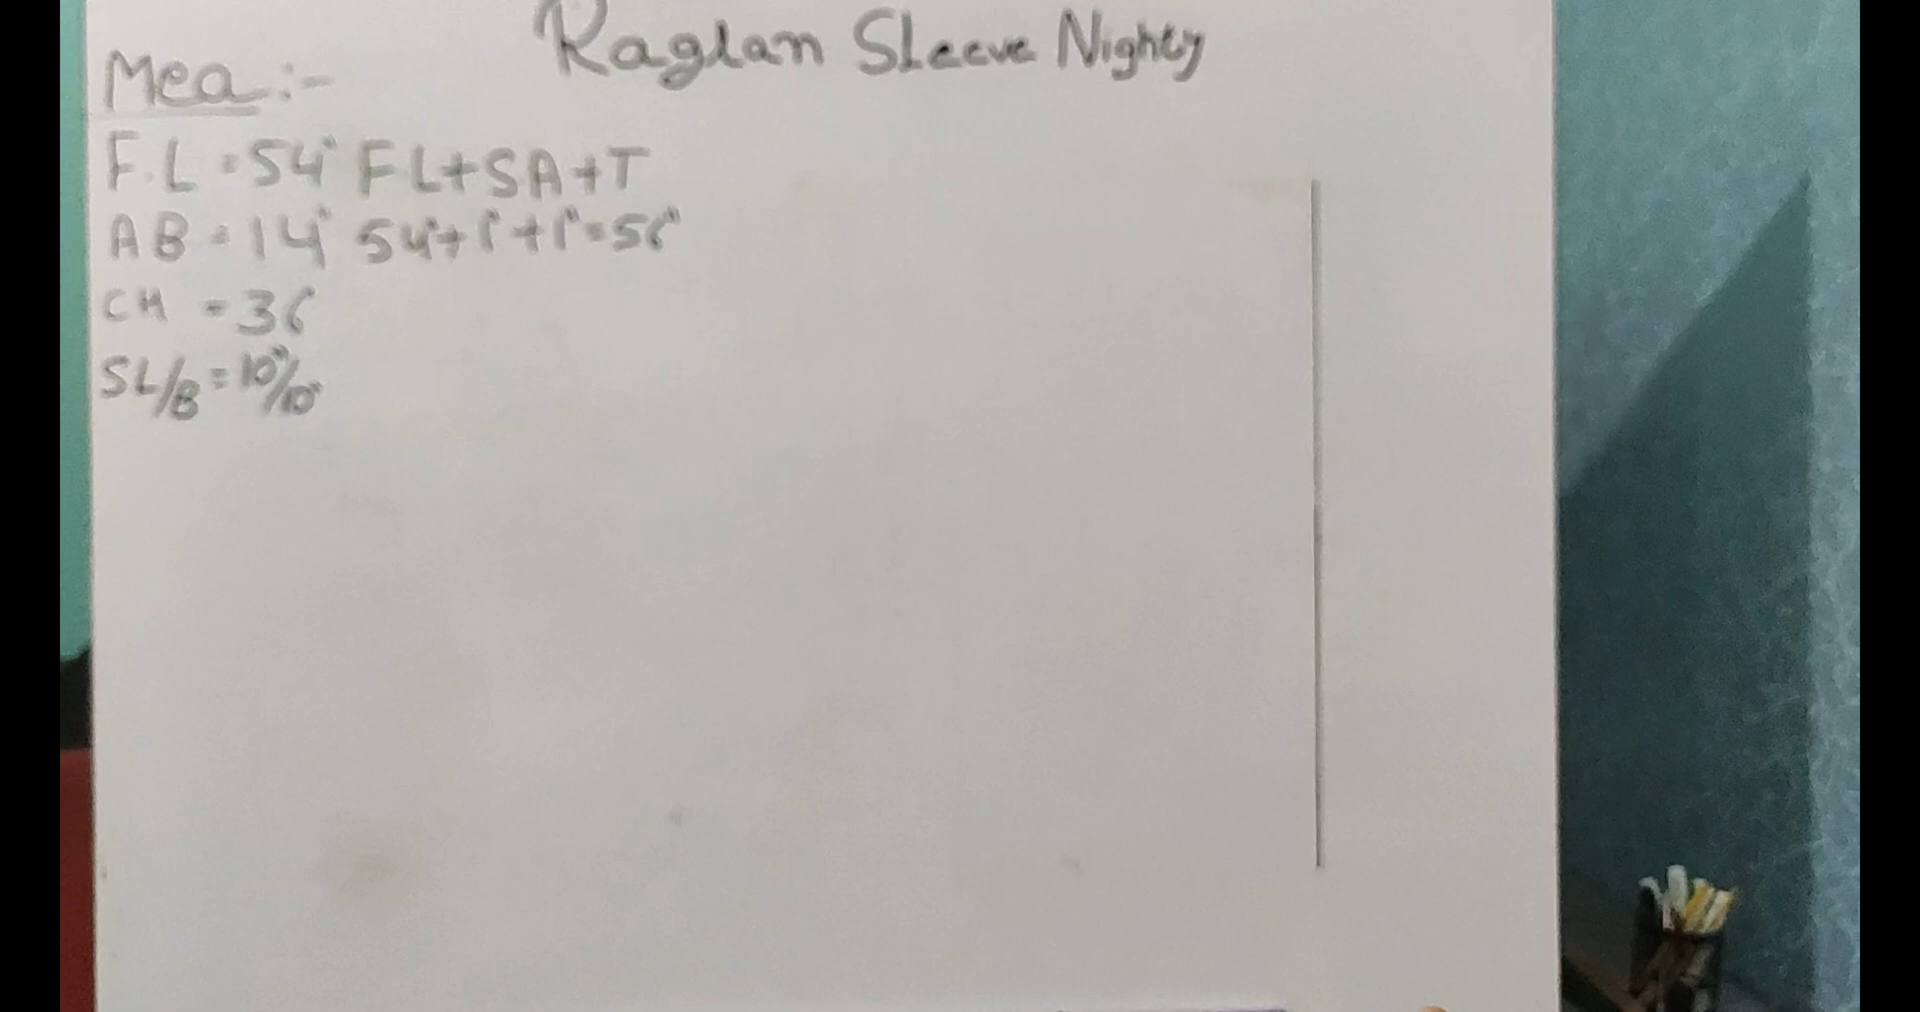 Raglan Sleeve Nighty
Mea:-
F.L = 54" FL+SA+T
AB = 14" 54"+1"+1"=56"
CH = 36
SL/B = 10"/10"